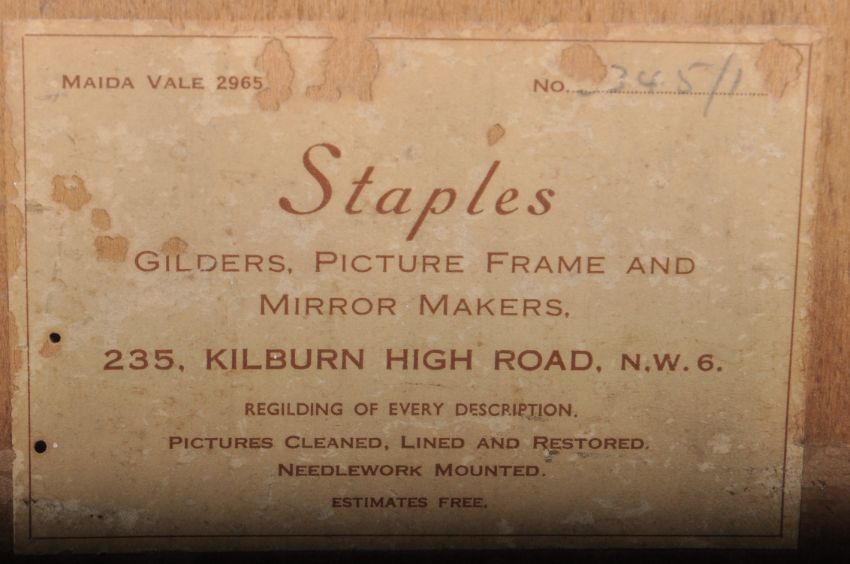 MAIDA VALE 2965
No. 345/1
Staples
GILDERS, PICTURE FRAME AND
MIRROR MAKERS,
235, KILBURN HIGH ROAD, N.W. 6.
REGILDING OF EVERY DESCRIPTION.
PICTURES CLEANED, LINED AND RESTORED.
NEEDLEWORK MOUNTED.
ESTIMATES FREE.